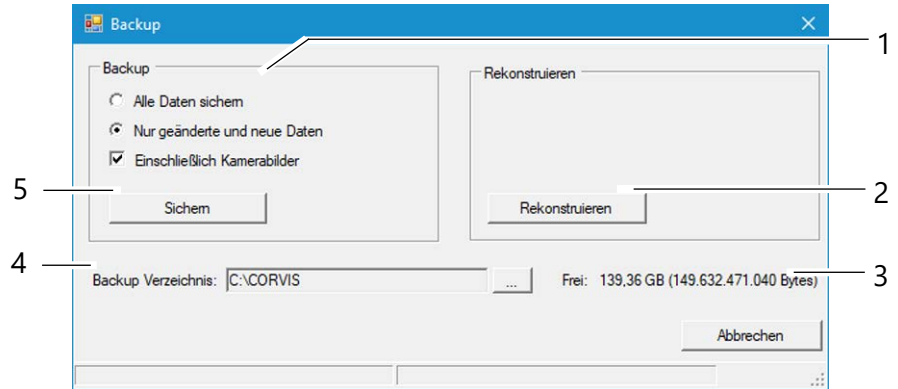 Backup
1
Backup
Rekonstruieren
Alle Daten sichern
Nur geänderte und neue Daten
Einschließlich Kamerabilder
5
Sichern
Rekonstruieren
2
4
Backup Verzeichnis: C:\CORVIS ... Frei: 139,36 GB (149.632.471.040 Bytes)
3
Abbrechen